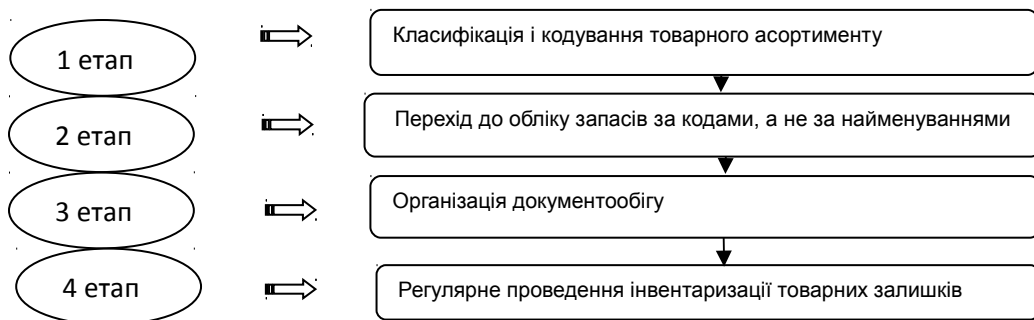 1 етап
Класифікація і кодування товарного асортименту
2 етап
Перехід до обліку запасів за кодами, а не за найменуваннями
3 етап
Організація документообігу
4 етап
Регулярне проведення інвентаризації товарних залишків